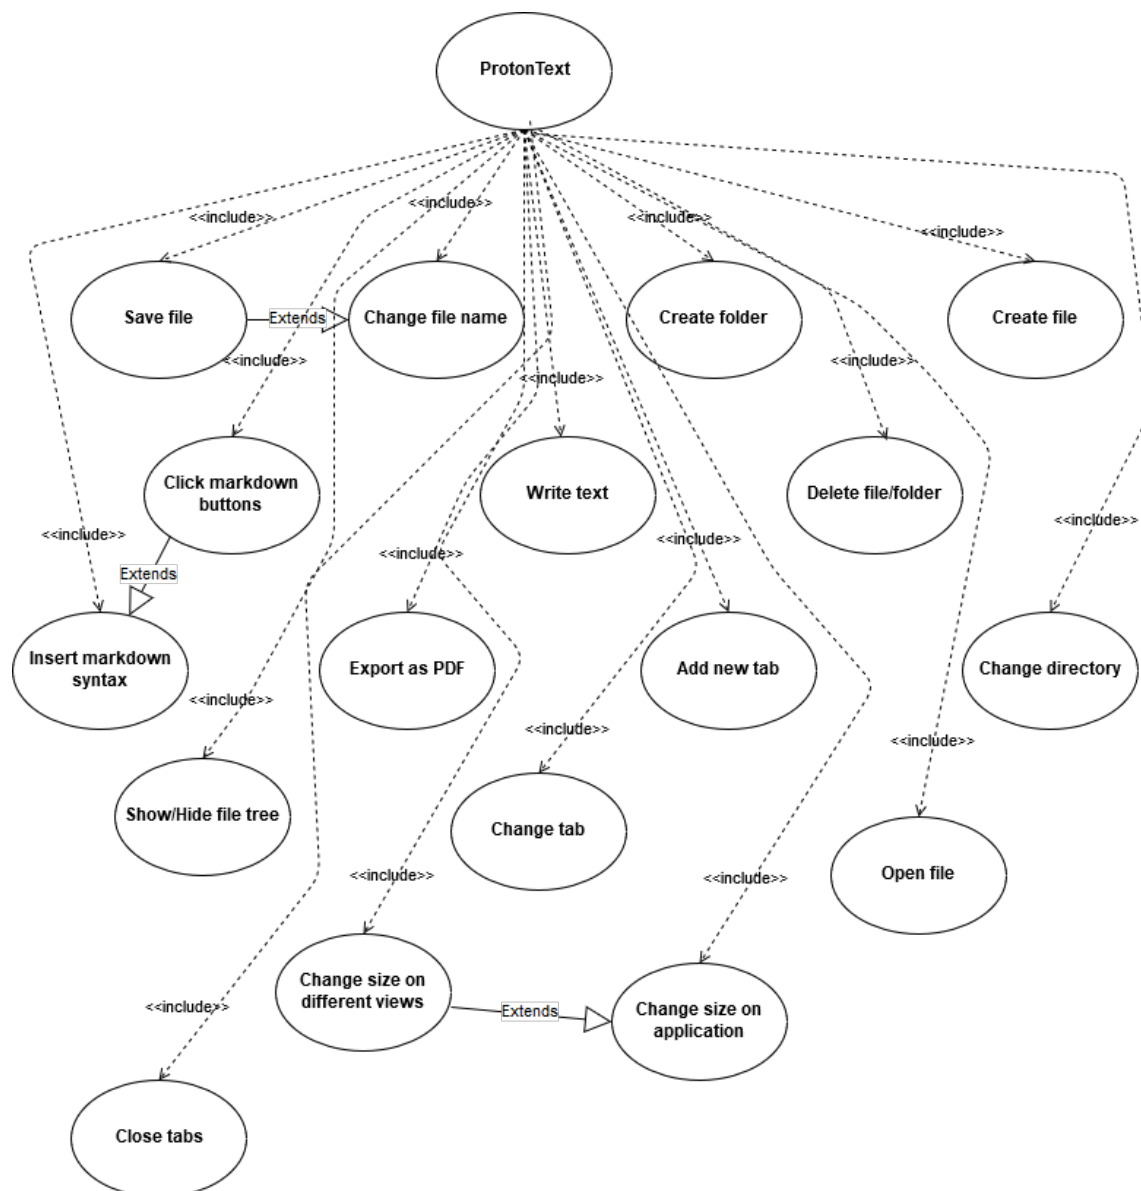 ProtonText
<<include>>
<<include>>
<<include>>
<<include>>
Save file
Extends
Change file name
Create folder
Create file
<<include>>
<<include>>
<<include>>
Click markdown
buttons
Write text
Delete file/folder
<<include>>
<<include>>
<<include>>
<<include>>
Extends
Insert markdown
syntax
Export as PDF
Add new tab
Change directory
<<include>>
<<include>>
<<include>>
Show/Hide file tree
Change tab
Open file
<<include>>
<<include>>
Change size on
different views
Extends
Change size on
application
<<include>>
Close tabs